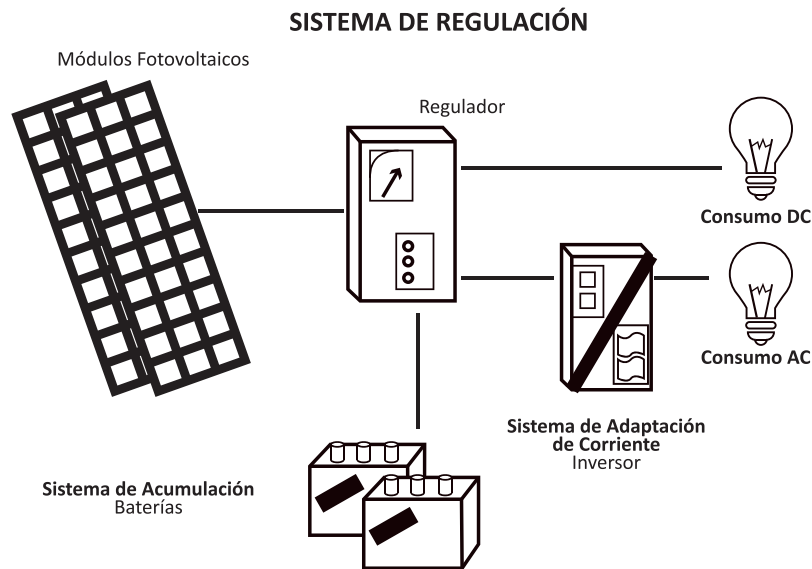 SISTEMA DE REGULACIÓN
Módulos Fotovoltaicos
Regulador
Consumo DC
Consumo AC
Sistema de Adaptación
de Corriente
Inversor
Sistema de Acumulación
Baterías